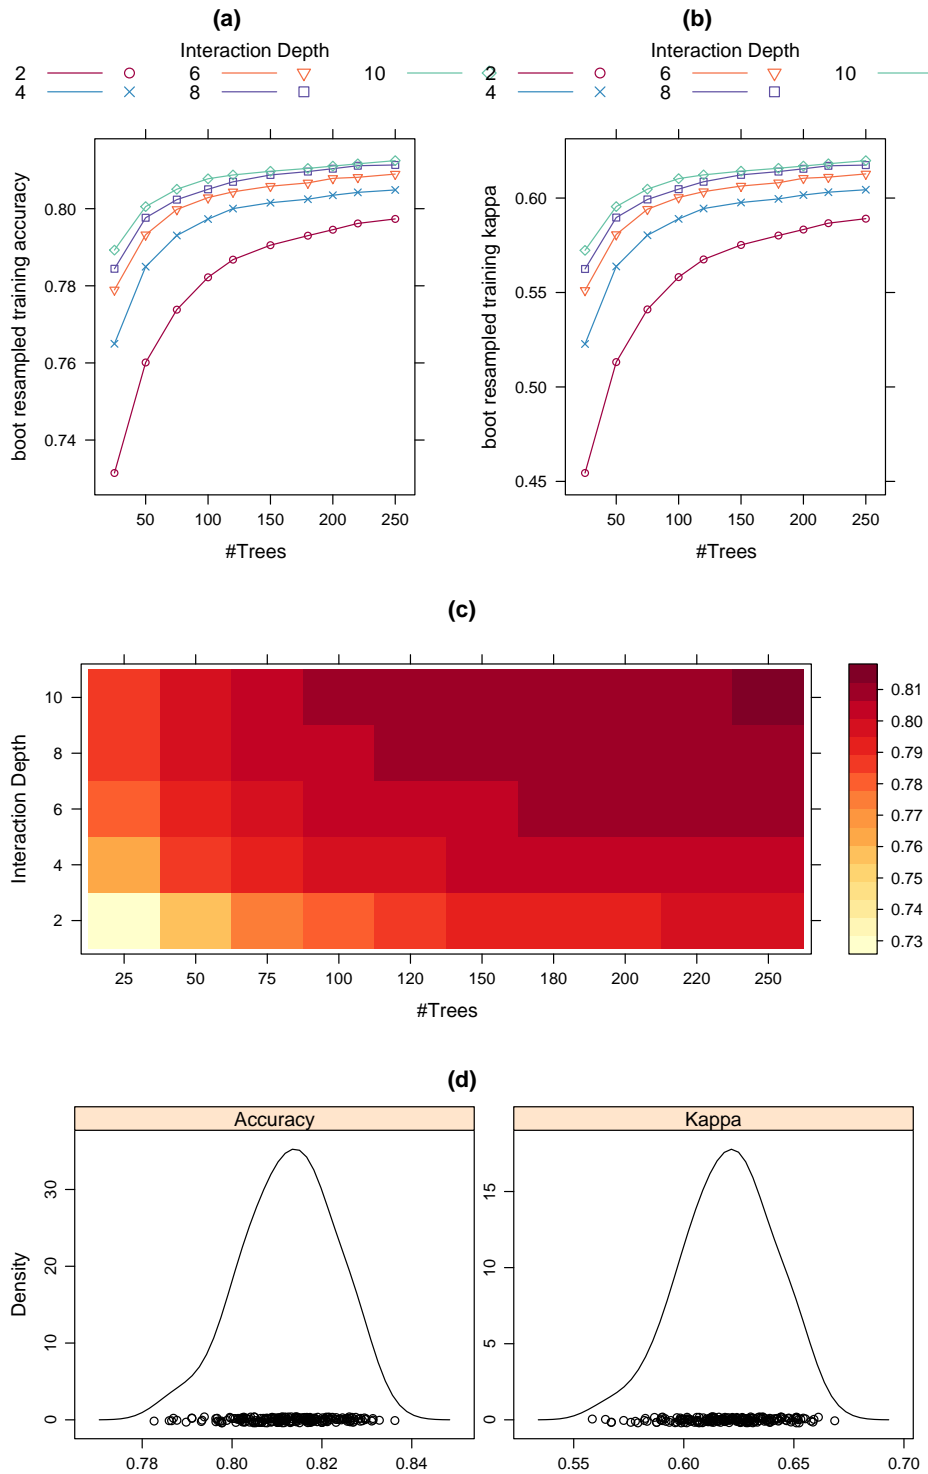 (a)
Interaction Depth
2 6 10
4 8
boot resampled training accuracy
0.80
0.78
0.76
0.74
50 100 150 200 250
#Trees
(b)
Interaction Depth
2 6 10
4 8
boot resampled training kappa
0.60
0.55
0.50
0.45
50 100 150 200 250
#Trees
(c)
Interaction Depth
10
8
6
4
2
25 50 75 100 120 150 180 200 220 250
#Trees
0.81
0.80
0.79
0.78
0.77
0.76
0.75
0.74
0.73
(d)
Accuracy
Density
30
20
10
0
0.78 0.80 0.82 0.84
Kappa
15
10
5
0
0.55 0.60 0.65 0.70